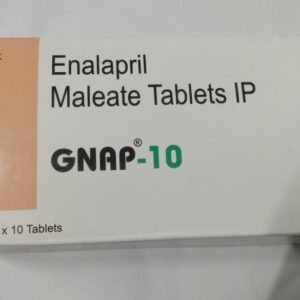 Enalapril
Maleate Tablets IP
GNAP®-10
x 10 Tablets